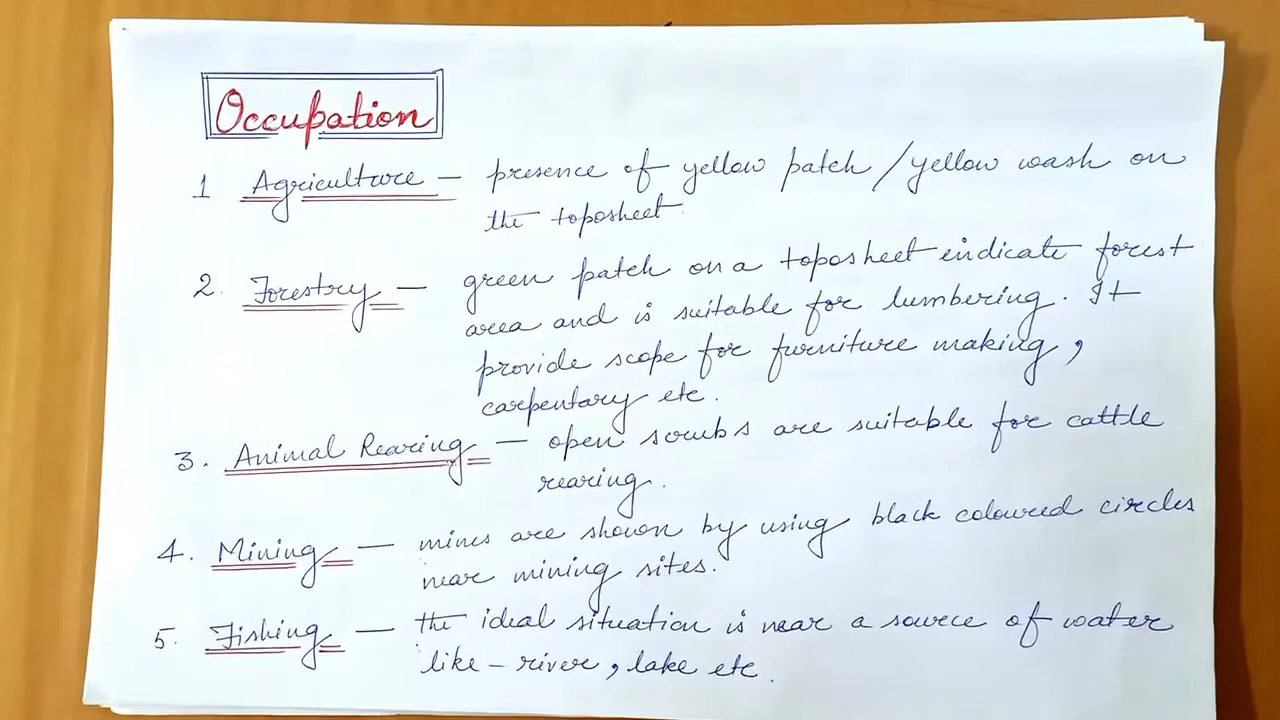 Occupation
1. Agriculture — presence of yellow patch / yellow wash on
the toposheet.
2. Forestry — green patch on a toposheet indicate forest
area and is suitable for lumbering. It
provide scope for furniture making,
carpentary etc.
3. Animal Rearing — open scrubs are suitable for cattle
rearing.
4. Mining — mines are shown by using black coloured circles
near mining sites.
5. Fishing — the ideal situation is near a source of water
like – river, lake etc.